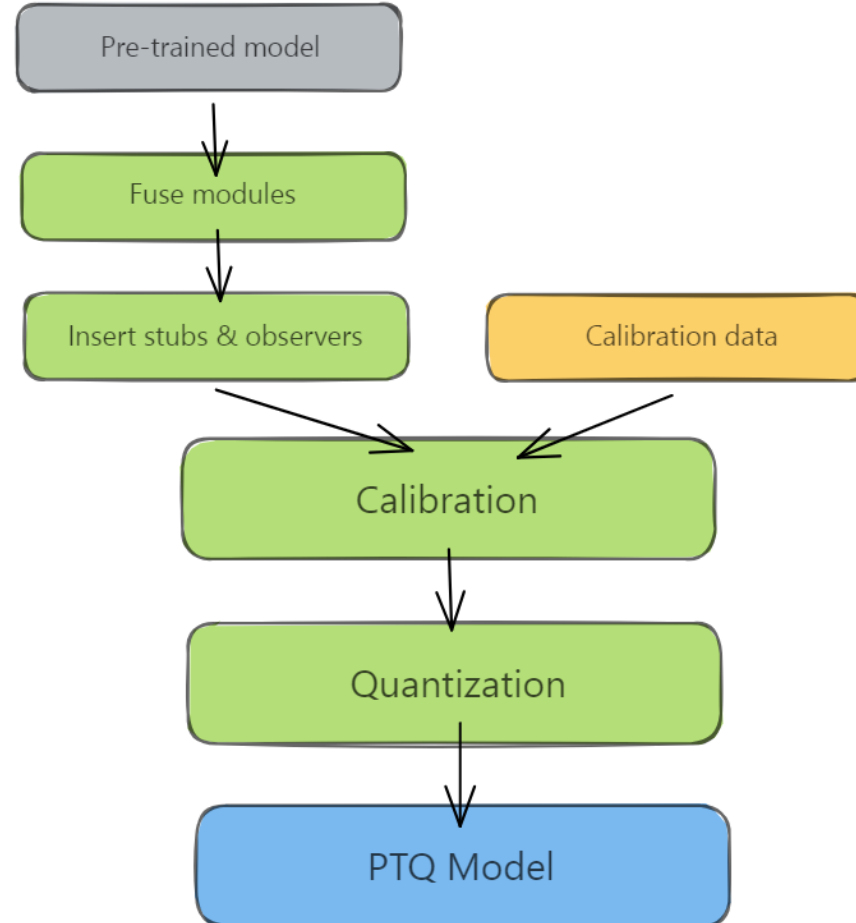 Pre-trained model
Fuse modules
Insert stubs & observers
Calibration data
Calibration
Quantization
PTQ Model